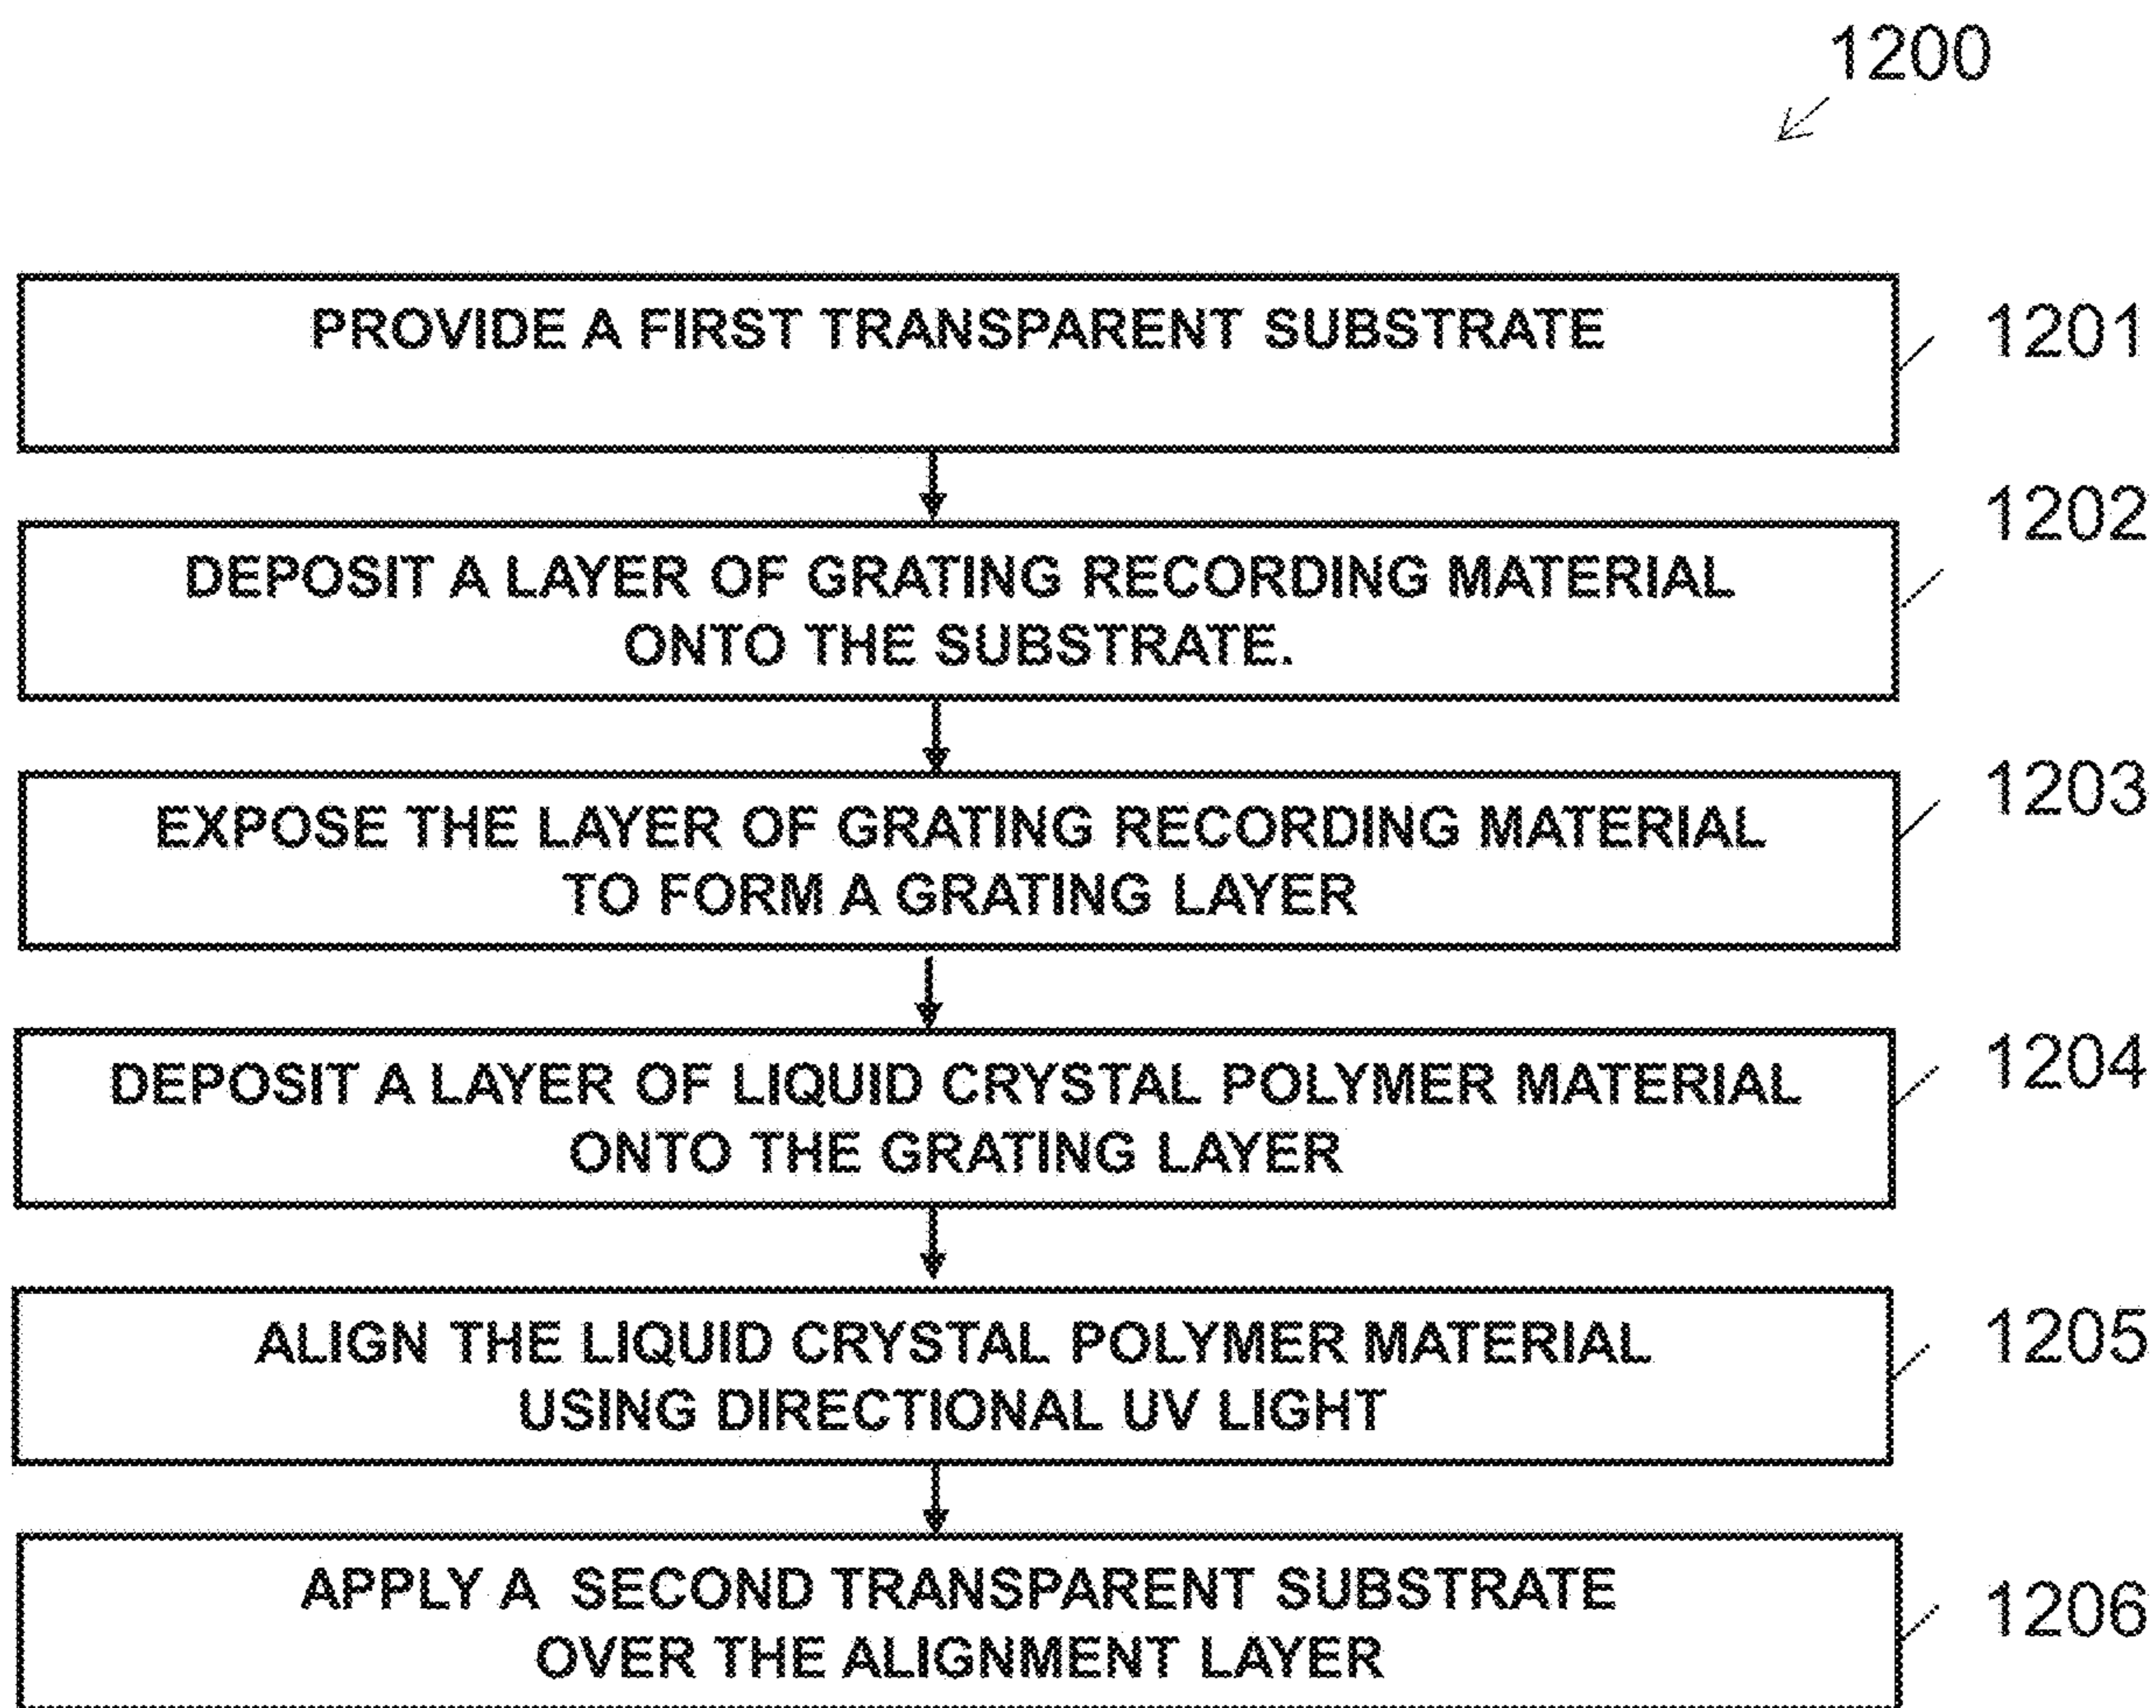 1200
PROVIDE A FIRST TRANSPARENT SUBSTRATE
1201
DEPOSIT A LAYER OF GRATING RECORDING MATERIAL
ONTO THE SUBSTRATE.
1202
EXPOSE THE LAYER OF GRATING RECORDING MATERIAL
TO FORM A GRATING LAYER
1203
DEPOSIT A LAYER OF LIQUID CRYSTAL POLYMER MATERIAL
ONTO THE GRATING LAYER
1204
ALIGN THE LIQUID CRYSTAL POLYMER MATERIAL
USING DIRECTIONAL UV LIGHT
1205
APPLY A SECOND TRANSPARENT SUBSTRATE
OVER THE ALIGNMENT LAYER
1206